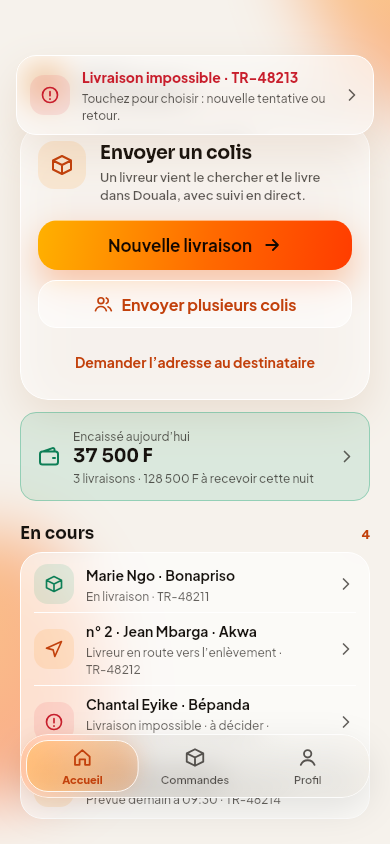 Livraison impossible · TR-48213
Touchez pour choisir : nouvelle tentative ou
retour.
Envoyer un colis
Un livreur vient le chercher et le livre
dans Douala, avec suivi en direct.
Nouvelle livraison →
Envoyer plusieurs colis
Demander l'adresse au destinataire
Encaissé aujourd'hui
37 500 F
3 livraisons · 128 500 F à recevoir cette nuit
En cours
4
Marie Ngo · Bonapriso
En livraison · TR-48211
n° 2 · Jean Mbarga · Akwa
Livreur en route vers l'enlèvement ·
TR-48212
Chantal Eyike · Bépanda
Livraison impossible · à décider ·
Prévue demain à 09:30 · TR-48214
Accueil
Commandes
Profil